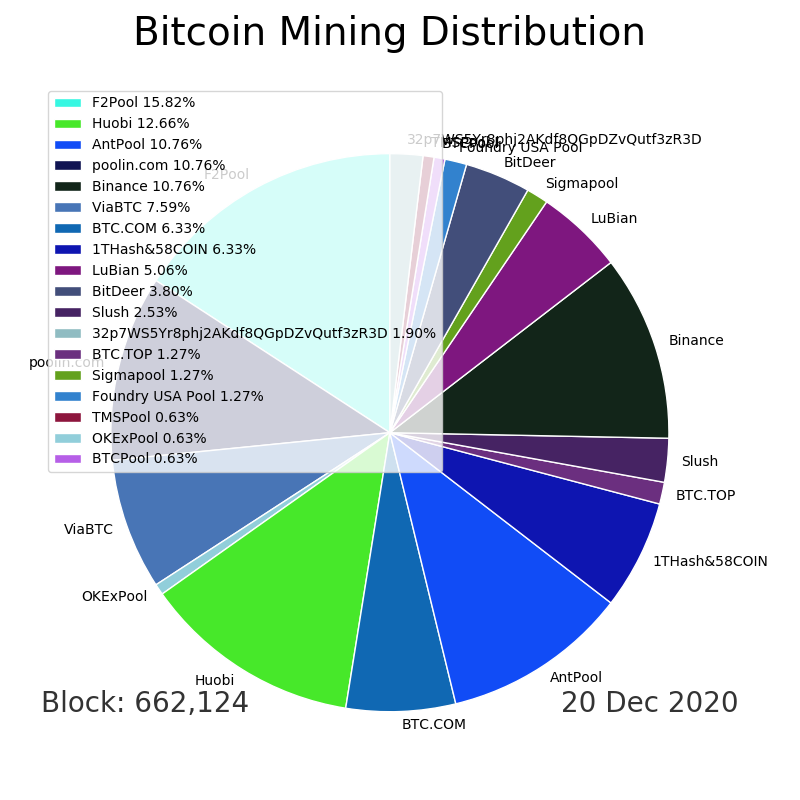 Bitcoin Mining Distribution
F2Pool 15.82%
Huobi 12.66%
AntPool 10.76%
poolin.com 10.76%
Binance 10.76%
ViaBTC 7.59%
BTC.COM 6.33%
1THash&58COIN 6.33%
LuBian 5.06%
BitDeer 3.80%
Slush 2.53%
32p7WS5Yr8phj2AKdf8QGpDZvQutf3zR3D 1.90%
BTC.TOP 1.27%
Sigmapool 1.27%
Foundry USA Pool 1.27%
TMSPool 0.63%
OKExPool 0.63%
BTCPool 0.63%
32p7WS5Yr8phj2AKdf8QGpDZvQutf3zR3D
Foundry USA Pool
BitDeer
Sigmapool
LuBian
Binance
Slush
BTC.TOP
1THash&58COIN
AntPool
BTC.COM
Huobi
OKExPool
ViaBTC
poolin.com
F2Pool
Block: 662,124
20 Dec 2020